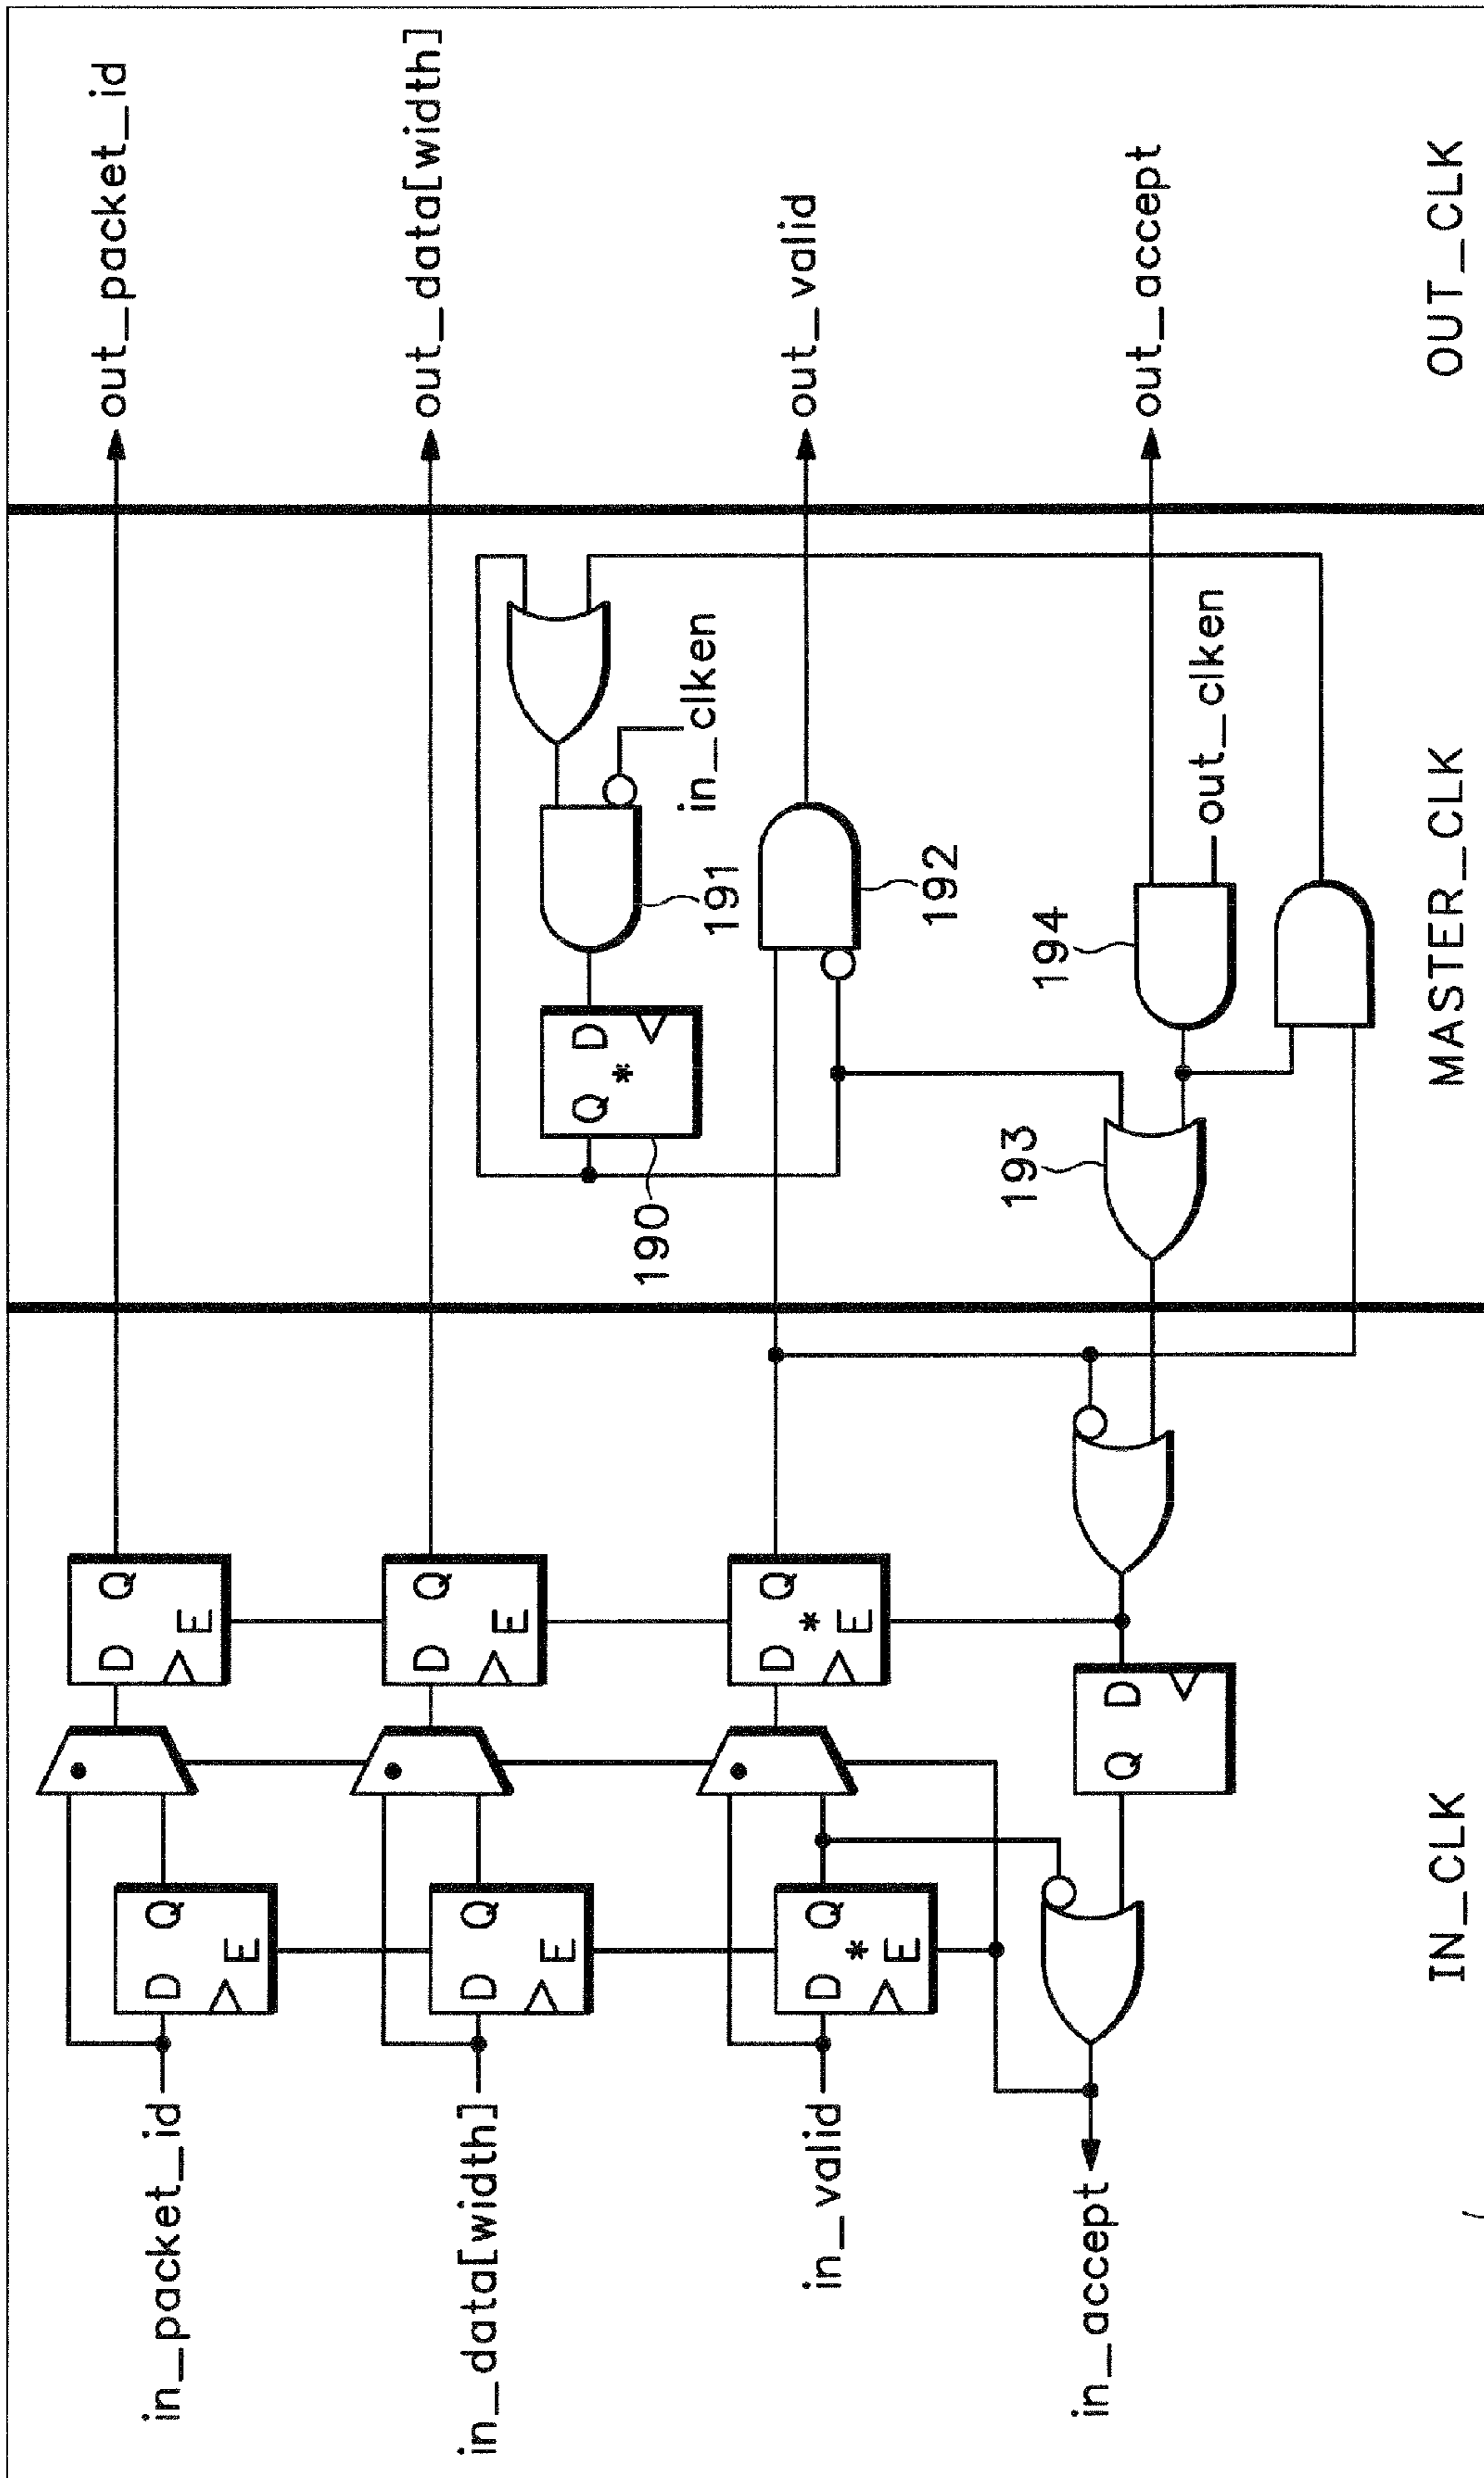 in_packet_id
D Q
E
D Q
E
out_packet_id
in_data[width]
D Q
E
D Q
E
out_data[width]
in_valid
D Q
*
E
D Q
*
E
out_valid
in_accept
Q D
out_accept
Q D
*
190
191
in_clken
192
193
194
out_clken
IN_CLK
MASTER_CLK
OUT_CLK